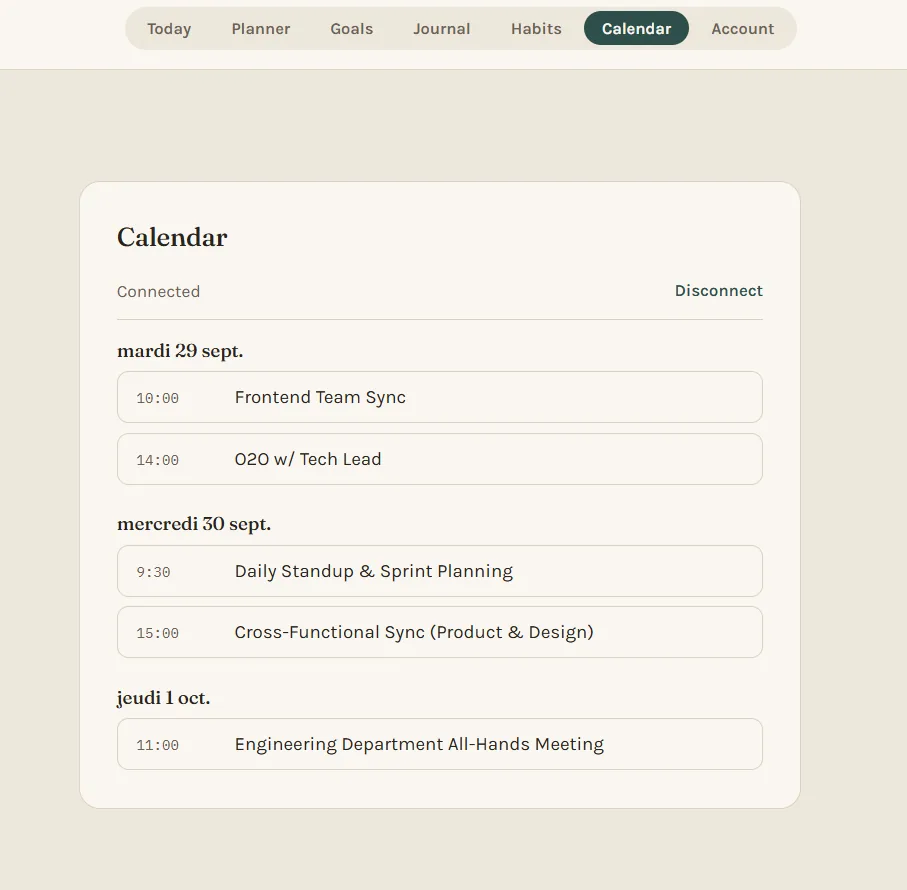 Today Planner Goals Journal Habits Calendar Account
Calendar
Connected Disconnect
mardi 29 sept.
10:00 Frontend Team Sync
14:00 O2O w/ Tech Lead
mercredi 30 sept.
9:30 Daily Standup & Sprint Planning
15:00 Cross-Functional Sync (Product & Design)
jeudi 1 oct.
11:00 Engineering Department All-Hands Meeting